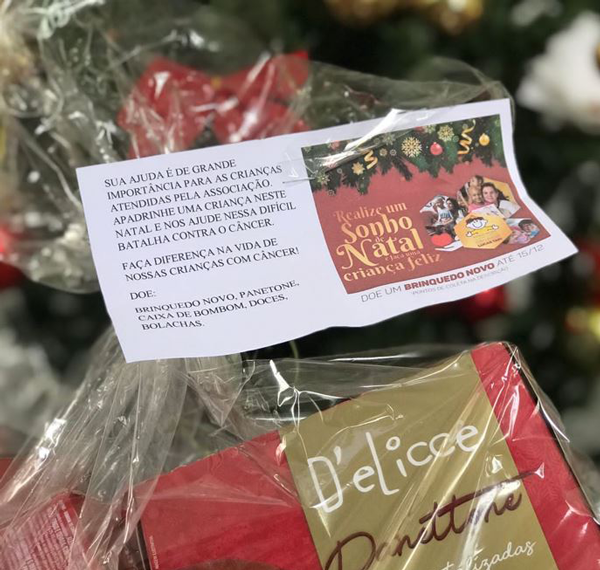 SUA AJUDA É DE GRANDE
IMPORTÂNCIA PARA AS CRIANÇAS
ATENDIDAS PELA ASSOCIAÇÃO.
APADRINHE UMA CRIANÇA NESTE
NATAL E NOS AJUDE NESSA DIFÍCIL
BATALHA CONTRA O CÂNCER.
FAÇA DIFERENÇA NA VIDA DE
NOSSAS CRIANÇAS COM CÂNCER!
DOE:
BRINQUEDO NOVO, PANETONE,
CAIXA DE BOMBOM, DOCES,
BOLACHAS.
Realize um
Sonho
de
Natal
e faça uma
criança feliz
DOE UM BRINQUEDO NOVO ATÉ 15/12
D'elicce
Panettone